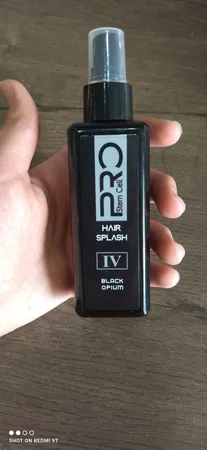 PRO
Stem Cell
HAIR
SPLASH
IV
BLACK
OPIUM
SHOT ON REDMI 9T